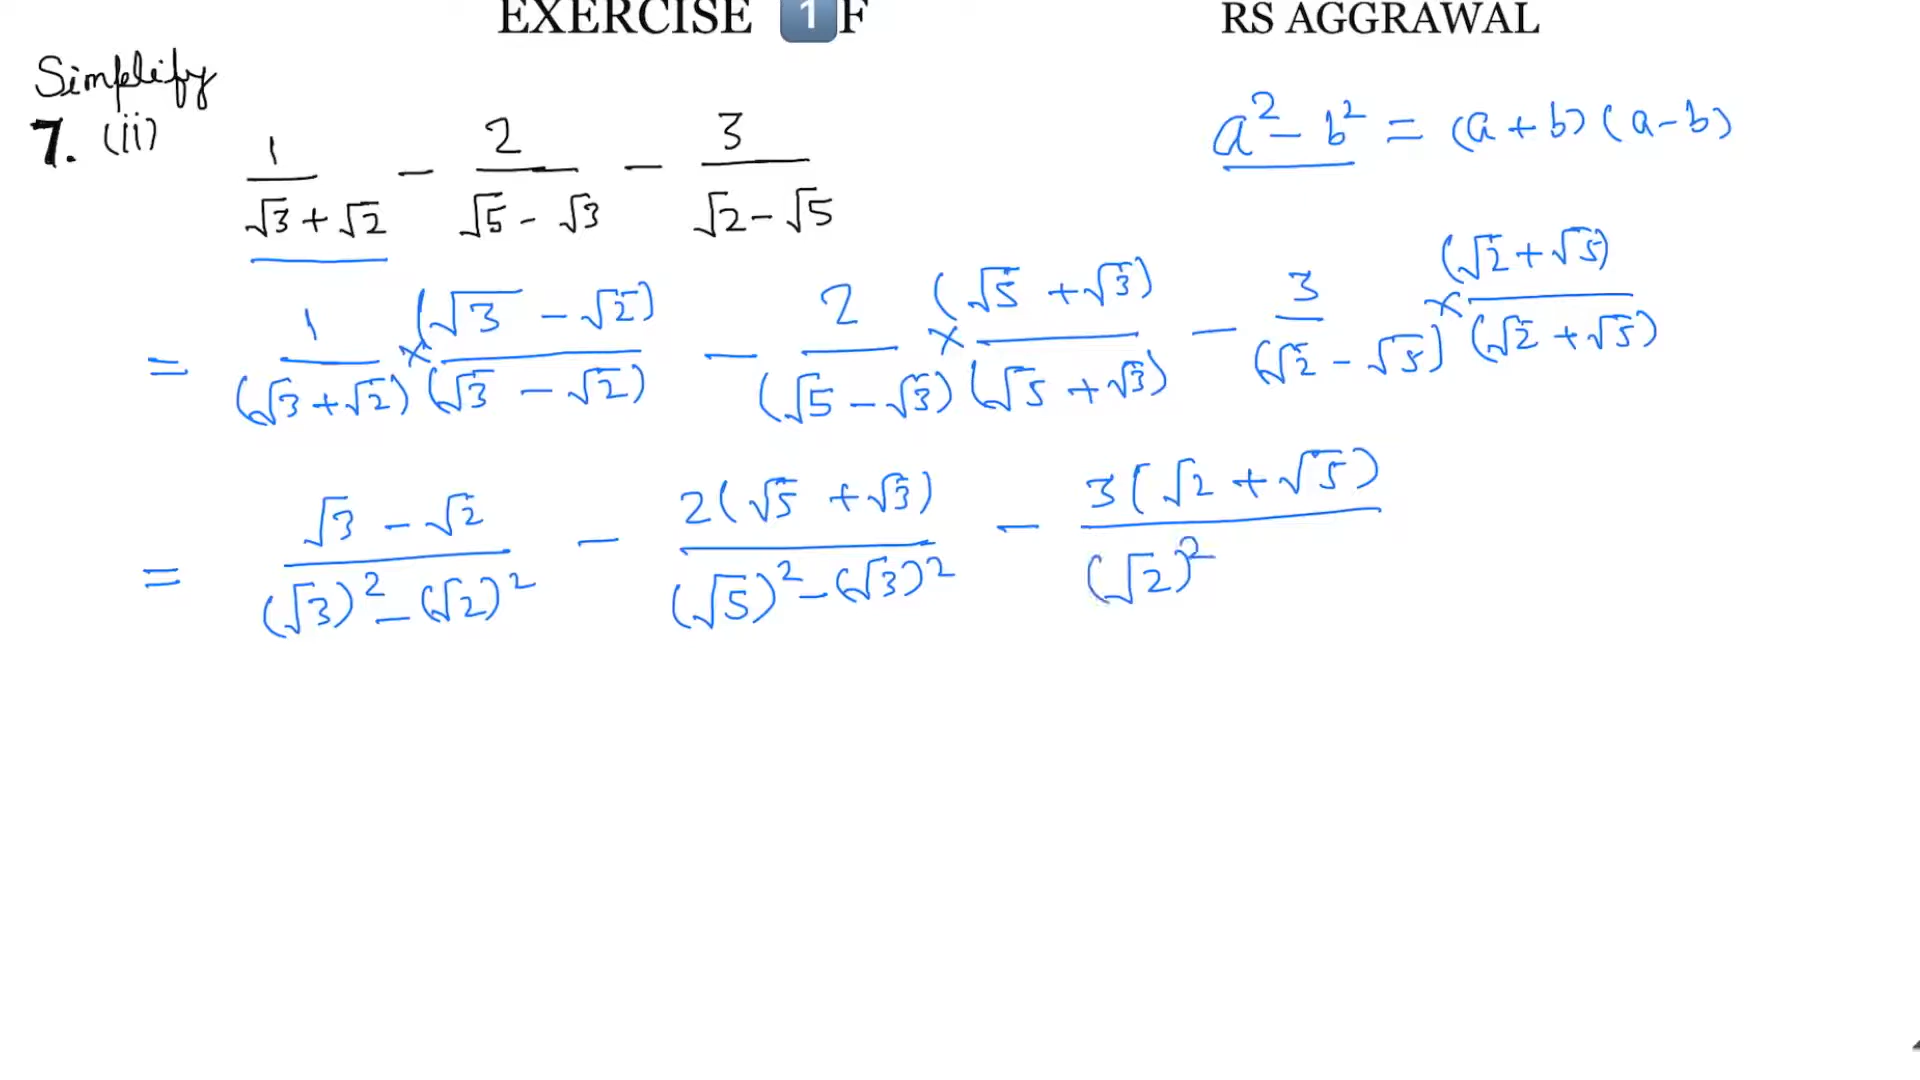 EXERCISE 1 F RS AGGRAWAL
Simplify
7. (ii) 1/(√3 + √2) - 2/(√5 - √3) - 3/(√2 - √5)
a² - b² = (a + b) (a - b)
= 1/(√3 + √2) × (√3 - √2)/(√3 - √2) - 2/(√5 - √3) × (√5 + √3)/(√5 + √3) - 3/(√2 - √5) × (√2 + √5)/(√2 + √5)
= (√3 - √2)/((√3)² - (√2)²) - 2(√5 + √3)/((√5)² - (√3)²) - 3(√2 + √5)/(√2)²